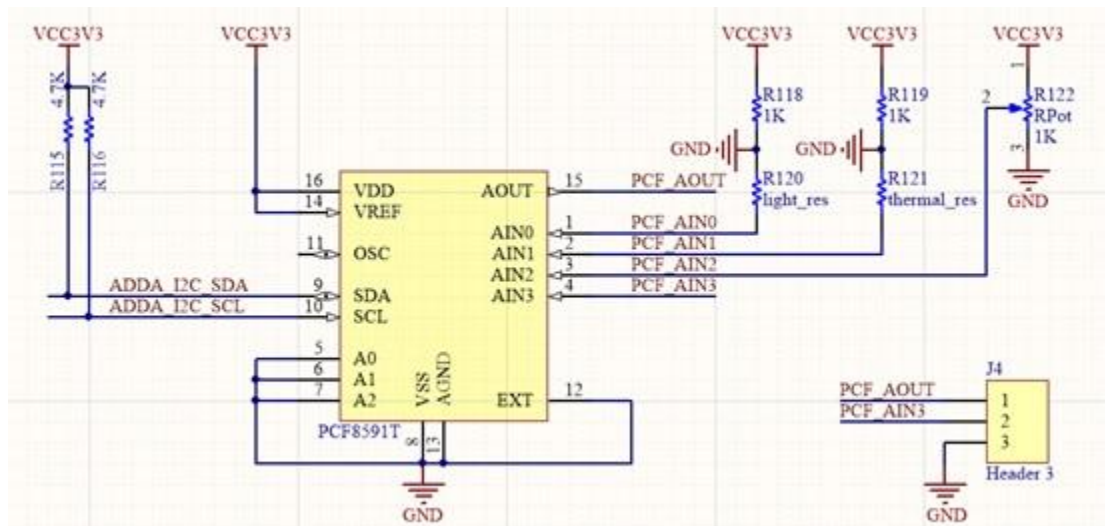 VCC3V3
VCC3V3
VCC3V3
VCC3V3
VCC3V3
4.7K
4.7K
R115
R116
R118
1K
R119
1K
1
2
R122
RPot
1K
3
GND
GND
GND
R120
light_res
R121
thermal_res
16
VDD
AOUT
15
PCF_AOUT
14
VREF
AIN0
1
PCF_AIN0
11
OSC
AIN1
2
PCF_AIN1
AIN2
3
PCF_AIN2
ADDA_I2C_SDA
9
SDA
AIN3
4
PCF_AIN3
ADDA_I2C_SCL
10
SCL
5
A0
6
A1
7
A2
VSS
AGND
EXT
12
PCF8591T
8
13
GND
J4
PCF_AOUT
1
PCF_AIN3
2
3
Header 3
GND